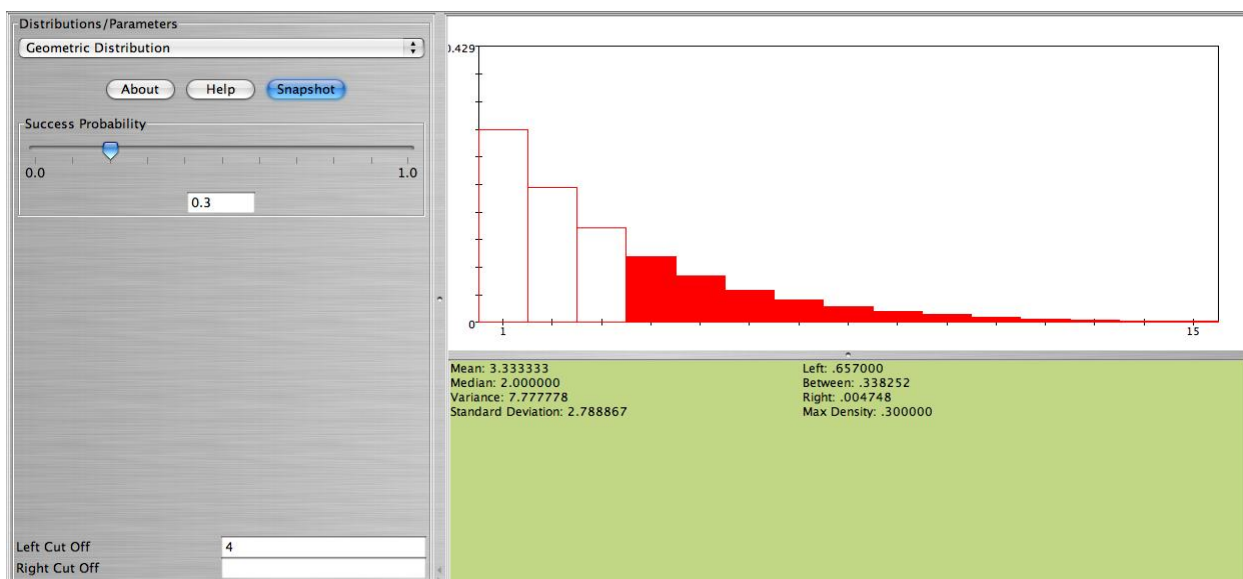 Distributions/Parameters
Geometric Distribution
About Help Snapshot
Success Probability
0.0 1.0
0.3
Left Cut Off 4
Right Cut Off
0.429
0
1 15
Mean: 3.333333
Median: 2.000000
Variance: 7.777778
Standard Deviation: 2.788867
Left: .657000
Between: .338252
Right: .004748
Max Density: .300000